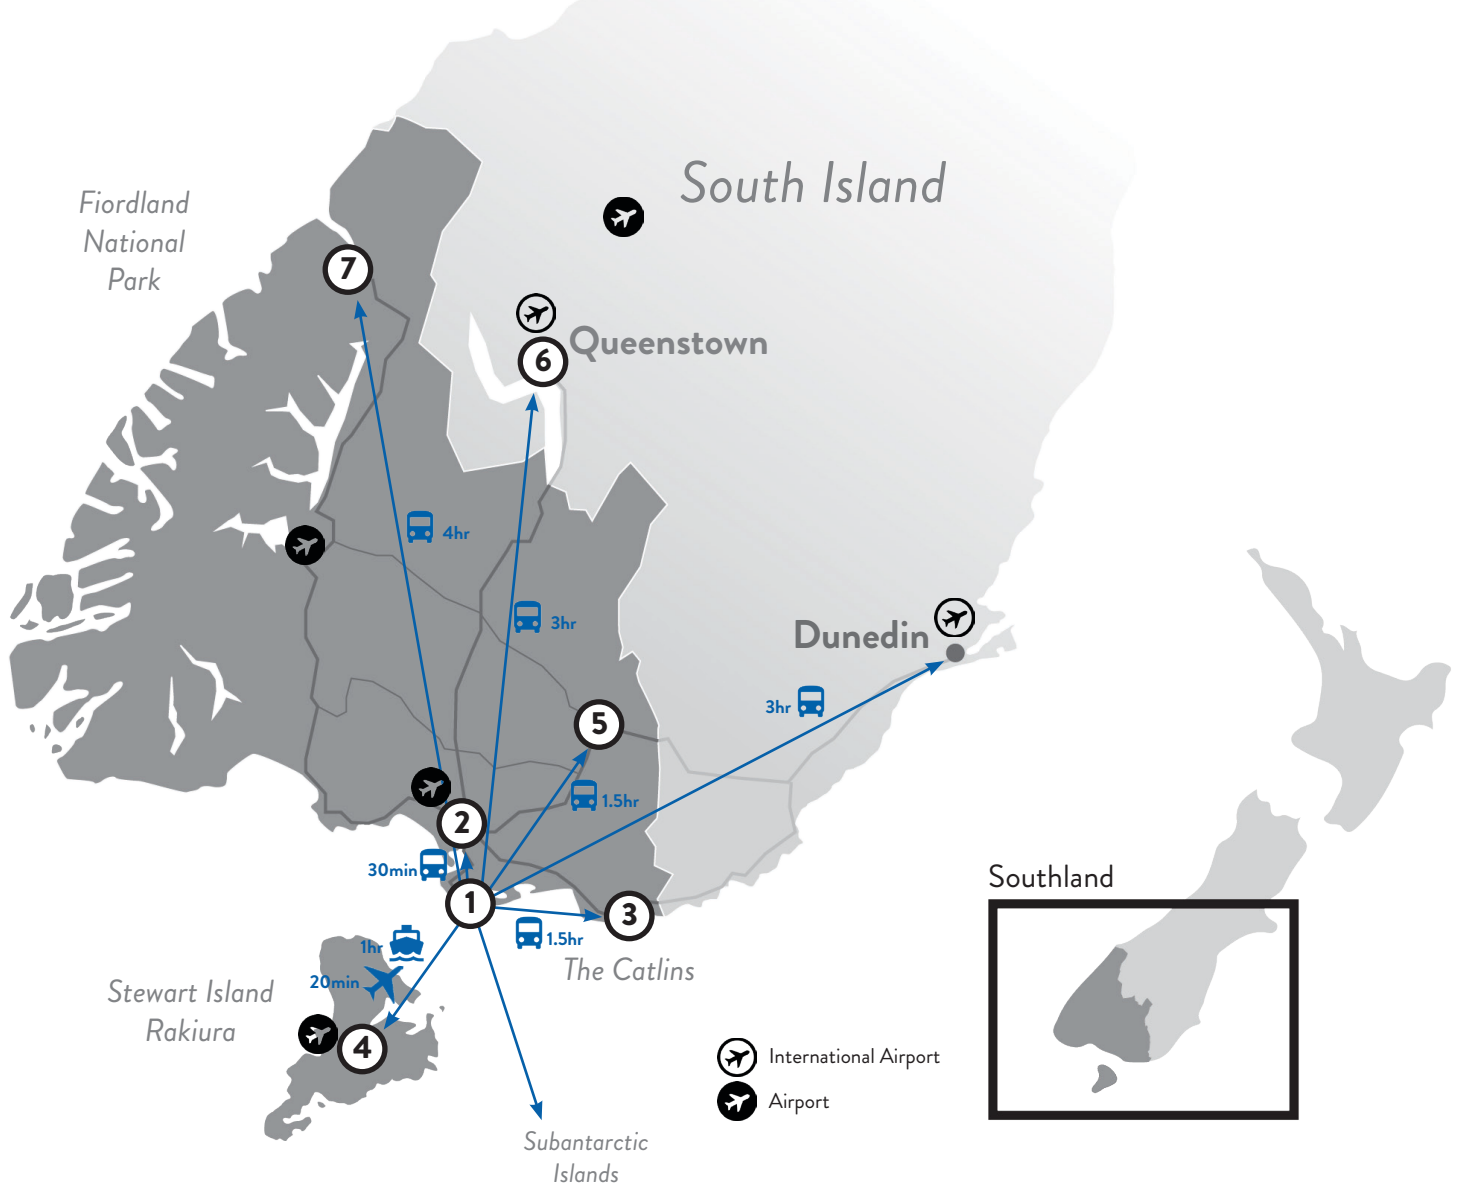 South Island
Fiordland
National
Park
7
Queenstown
6
4hr
3hr
Dunedin
3hr
5
1.5hr
2
30min
Southland
1
3
1.5hr
1hr
The Catlins
20min
Stewart Island
Rakiura
4
International Airport
Airport
Subantarctic
Islands